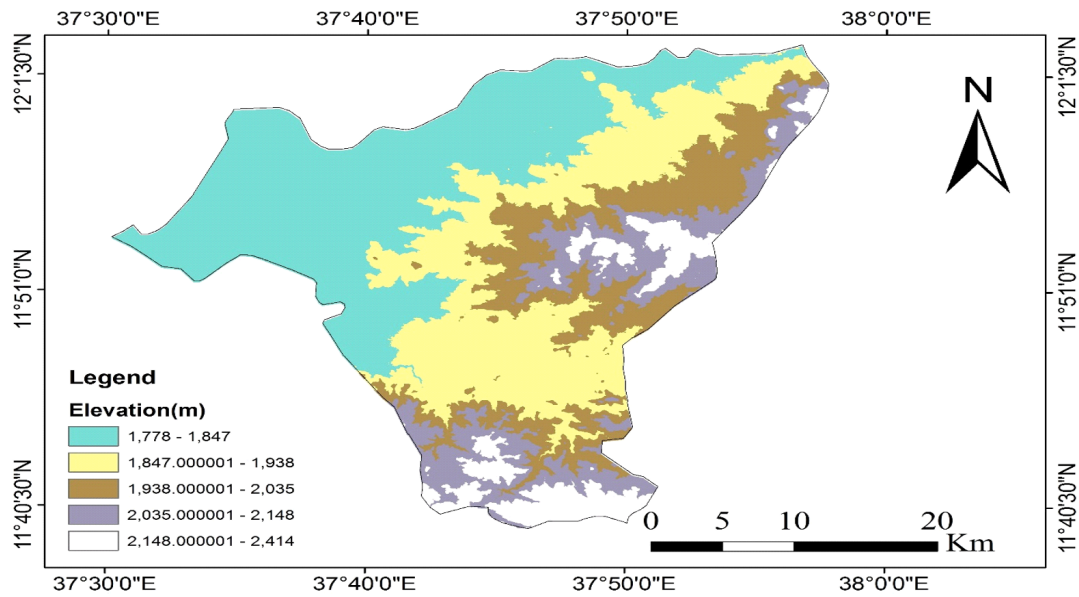 37°30'0"E 37°40'0"E 37°50'0"E 38°0'0"E
12°1'30"N 12°1'30"N
N
11°51'0"N 11°51'0"N
Legend
Elevation(m)
1,778 - 1,847
1,847.000001 - 1,938
1,938.000001 - 2,035
2,035.000001 - 2,148
2,148.000001 - 2,414
11°40'30"N 11°40'30"N
0 5 10 20
Km
37°30'0"E 37°40'0"E 37°50'0"E 38°0'0"E